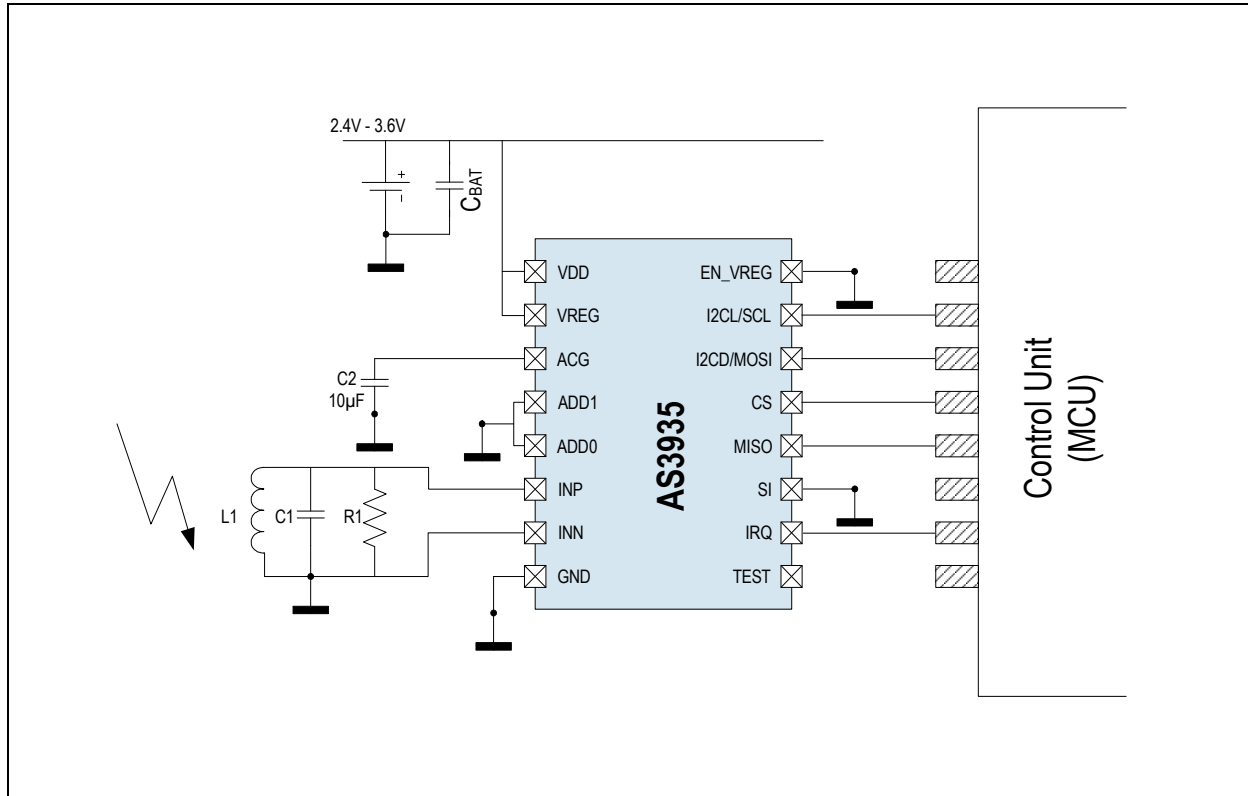 2.4V - 3.6V
+
-
CBAT
VDD
VREG
ACG
ADD1
ADD0
INP
INN
GND
AS3935
EN_VREG
I2CL/SCL
I2CD/MOSI
CS
MISO
SI
IRQ
TEST
C2
10µF
L1
C1
R1
Control Unit
(MCU)